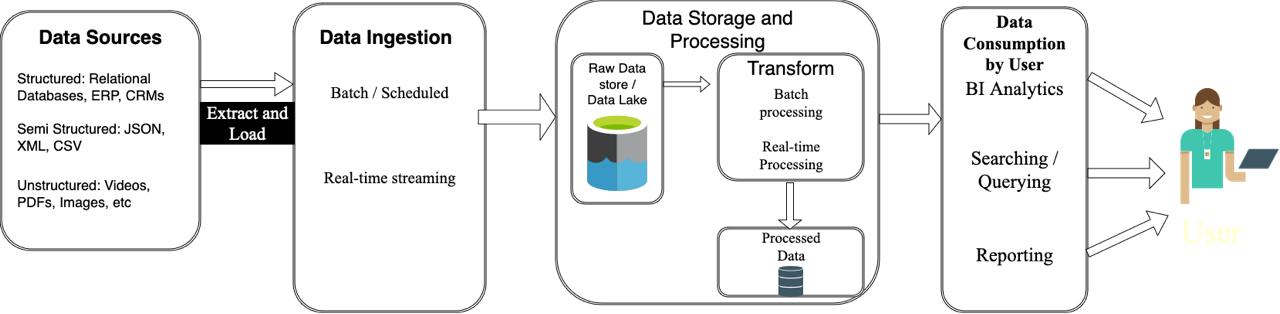 Data Sources
Structured: Relational
Databases, ERP, CRMs
Semi Structured: JSON,
XML, CSV
Unstructured: Videos,
PDFs, Images, etc
Extract and
Load
Data Ingestion
Batch / Scheduled
Real-time streaming
Data Storage and
Processing
Raw Data
store /
Data Lake
Transform
Batch
processing
Real-time
Processing
Processed
Data
Data
Consumption
by User
BI Analytics
Searching /
Querying
Reporting
User